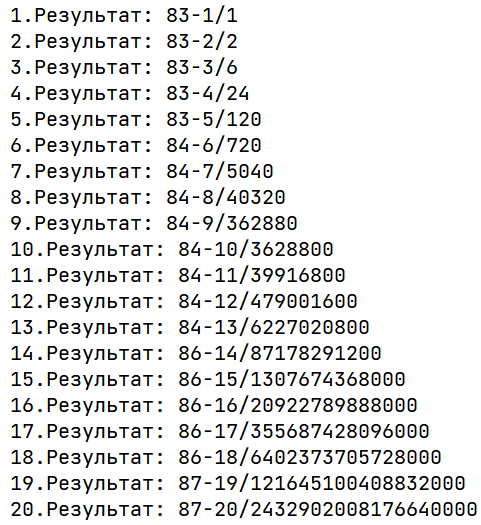 1.Результат: 83-1/1
2.Результат: 83-2/2
3.Результат: 83-3/6
4.Результат: 83-4/24
5.Результат: 83-5/120
6.Результат: 84-6/720
7.Результат: 84-7/5040
8.Результат: 84-8/40320
9.Результат: 84-9/362880
10.Результат: 84-10/3628800
11.Результат: 84-11/39916800
12.Результат: 84-12/479001600
13.Результат: 84-13/6227020800
14.Результат: 86-14/87178291200
15.Результат: 86-15/1307674368000
16.Результат: 86-16/20922789888000
17.Результат: 86-17/355687428096000
18.Результат: 86-18/6402373705728000
19.Результат: 87-19/121645100408832000
20.Результат: 87-20/2432902008176640000